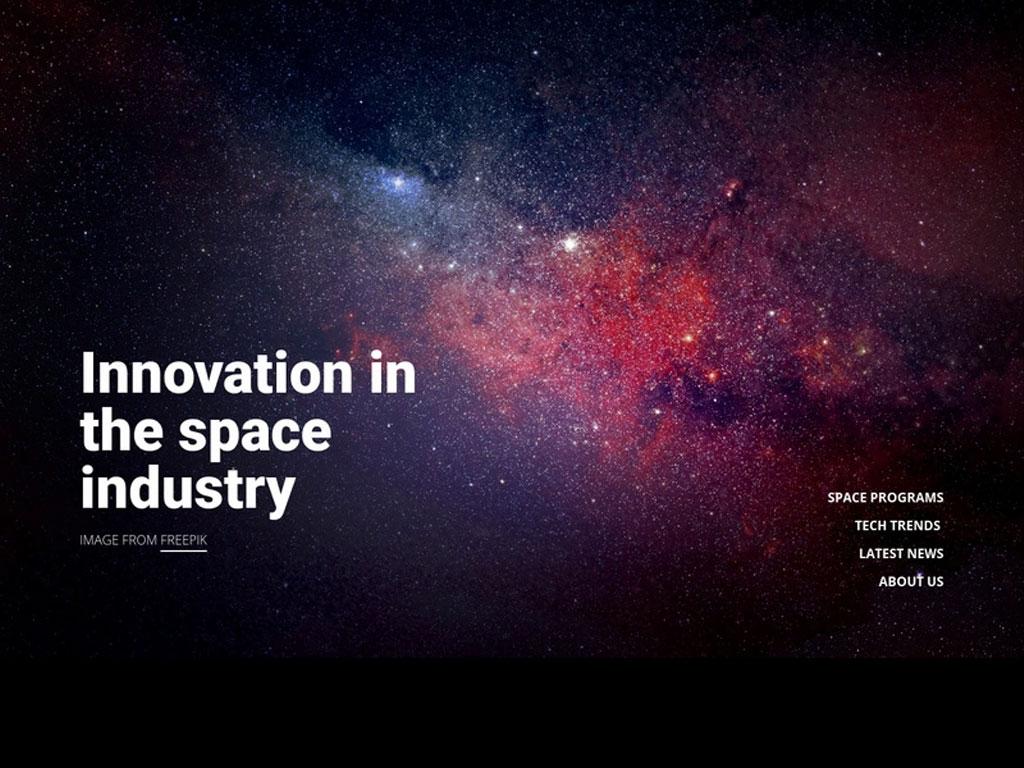 Innovation in
the space
industry
IMAGE FROM FREEPIK
SPACE PROGRAMS
TECH TRENDS
LATEST NEWS
ABOUT US